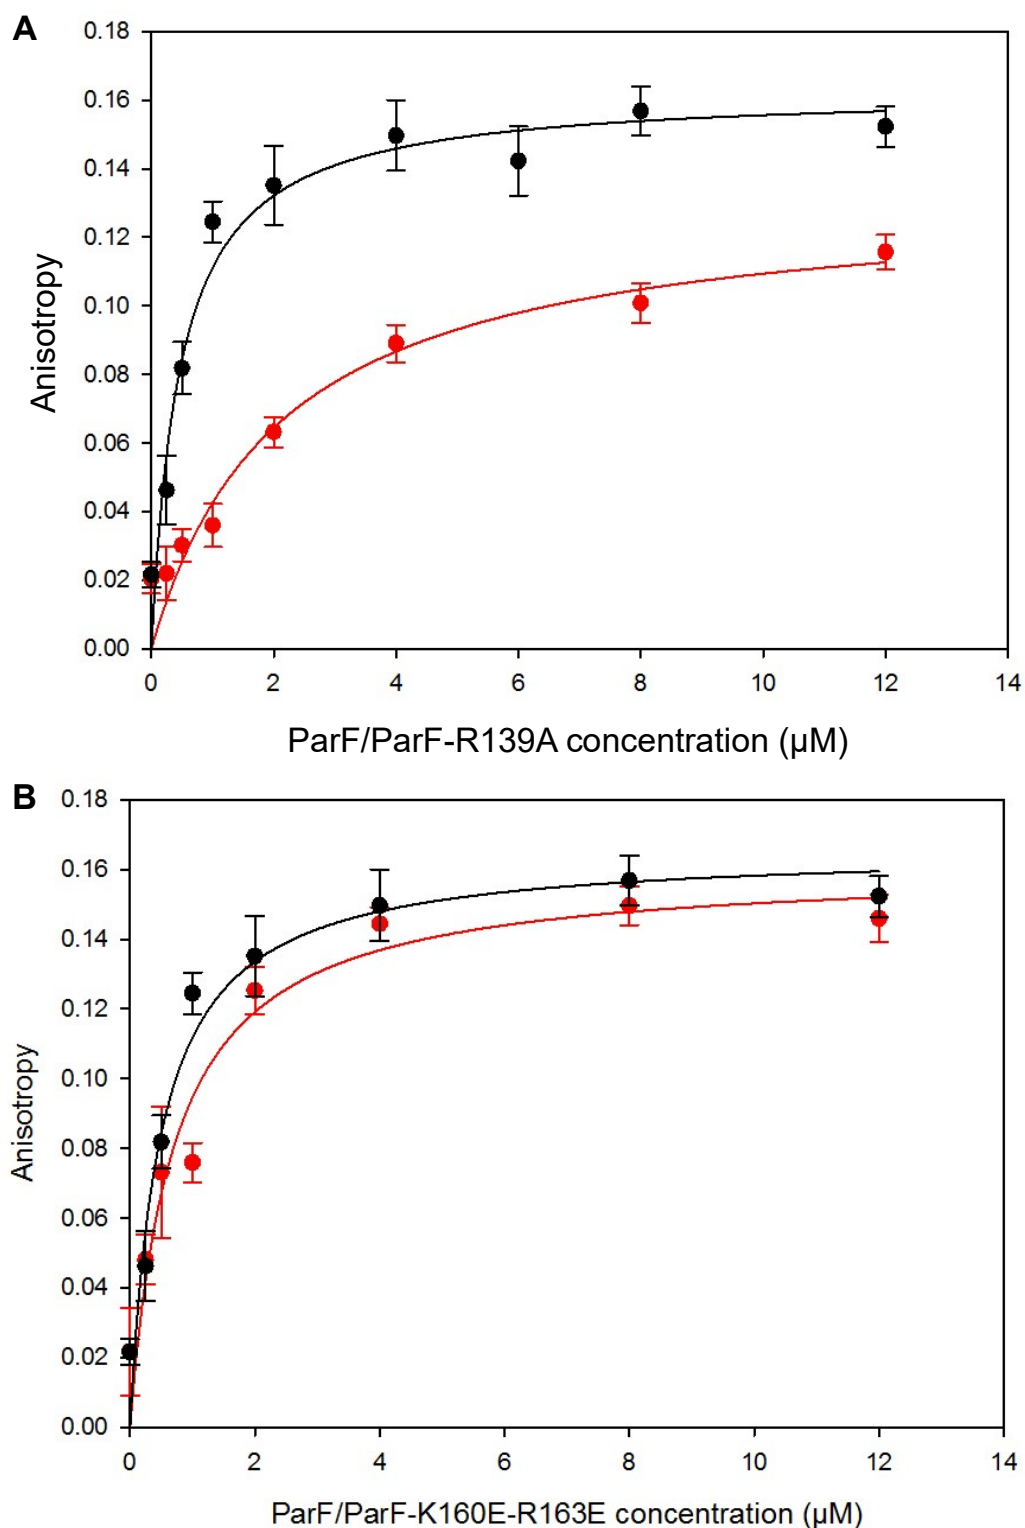 A
0.18
0.16
0.14
0.12
0.10
0.08
0.06
0.04
0.02
0.00
Anisotropy
0 2 4 6 8 10 12 14
ParF/ParF-R139A concentration (µM)
B
0.18
0.16
0.14
0.12
0.10
0.08
0.06
0.04
0.02
0.00
Anisotropy
0 2 4 6 8 10 12 14
ParF/ParF-K160E-R163E concentration (µM)